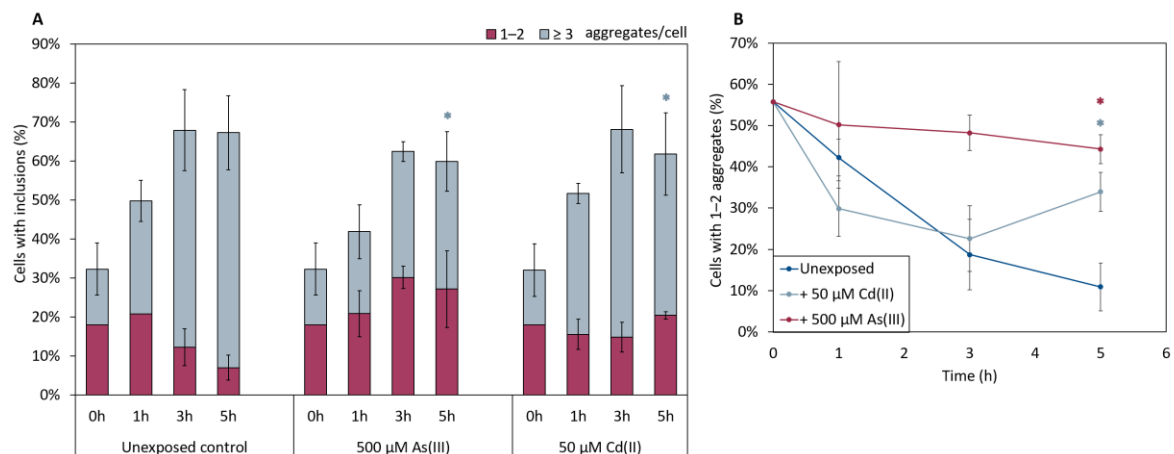 A
1–2 ≥ 3 aggregates/cell
90%
80%
70%
60%
50%
40%
30%
20%
10%
0%
Cells with inclusions (%)
*
*
0h 1h 3h 5h 0h 1h 3h 5h 0h 1h 3h 5h
Unexposed control 500 µM As(III) 50 µM Cd(II)
B
70%
60%
50%
40%
30%
20%
10%
0%
Cells with 1–2 aggregates (%)
*
*
Unexposed
+ 50 µM Cd(II)
+ 500 µM As(III)
0 1 2 3 4 5 6
Time (h)